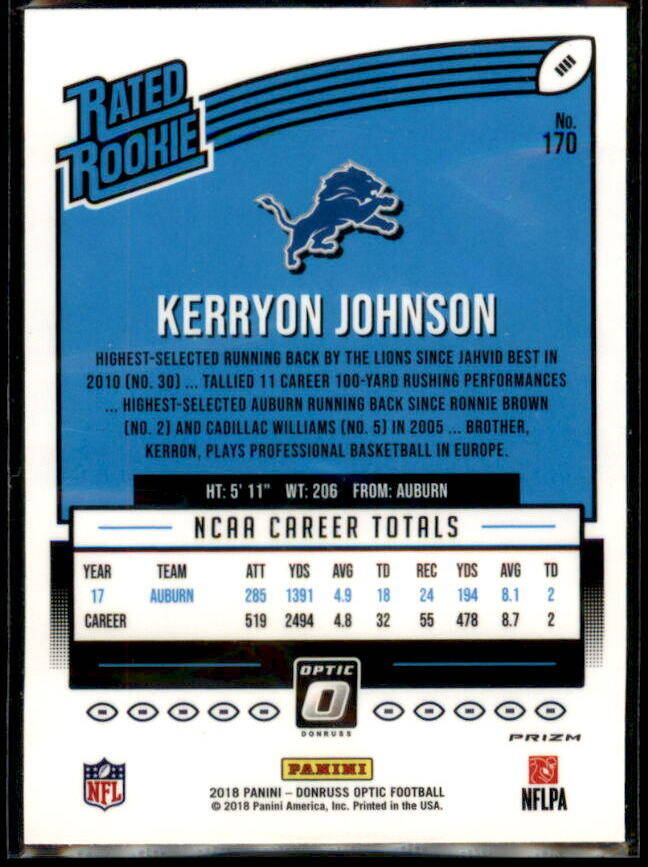 RATED
ROOKIE
No.
170
KERRYON JOHNSON
HIGHEST-SELECTED RUNNING BACK BY THE LIONS SINCE JAHVID BEST IN
2010 (NO. 30) ... TALLIED 11 CAREER 100-YARD RUSHING PERFORMANCES
... HIGHEST-SELECTED AUBURN RUNNING BACK SINCE RONNIE BROWN
(NO. 2) AND CADILLAC WILLIAMS (NO. 5) IN 2005 ... BROTHER,
KERRON, PLAYS PROFESSIONAL BASKETBALL IN EUROPE.
HT: 5' 11" WT: 206 FROM: AUBURN
NCAA CAREER TOTALS
YEAR TEAM ATT YDS AVG TD REC YDS AVG TD
17 AUBURN 285 1391 4.9 18 24 194 8.1 2
CAREER 519 2494 4.8 32 55 478 8.7 2
OPTIC
O
DONRUSS
PRIZM
NFL
PANINI
2018 PANINI – DONRUSS OPTIC FOOTBALL
© 2018 Panini America, Inc. Printed in the USA.
NFLPA